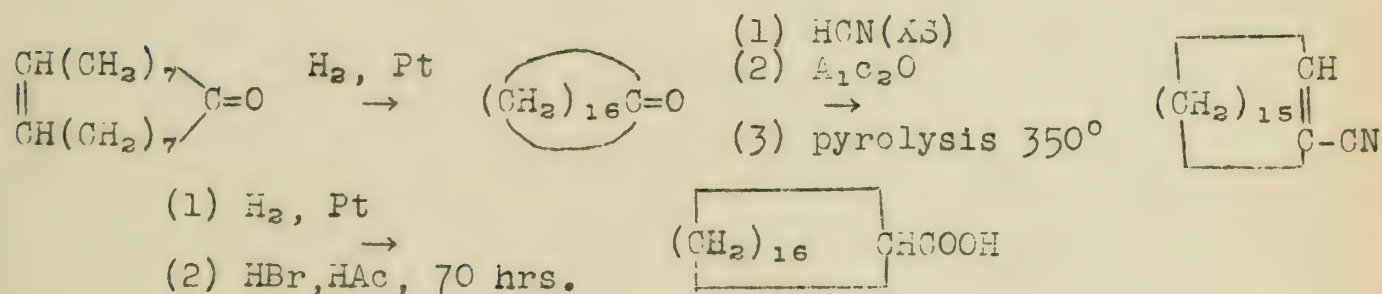 (1) HCN(XS)
CH(CH₂)₇ H₂, Pt (2) A₁c₂O CH
|| C=O → (CH₂)₁₆C=O → (CH₂)₁₅ ||
CH(CH₂)₇ (3) pyrolysis 350° C-CN
(1) H₂, Pt
→ (CH₂)₁₆ CHCOOH
(2) HBr,HAc, 70 hrs.